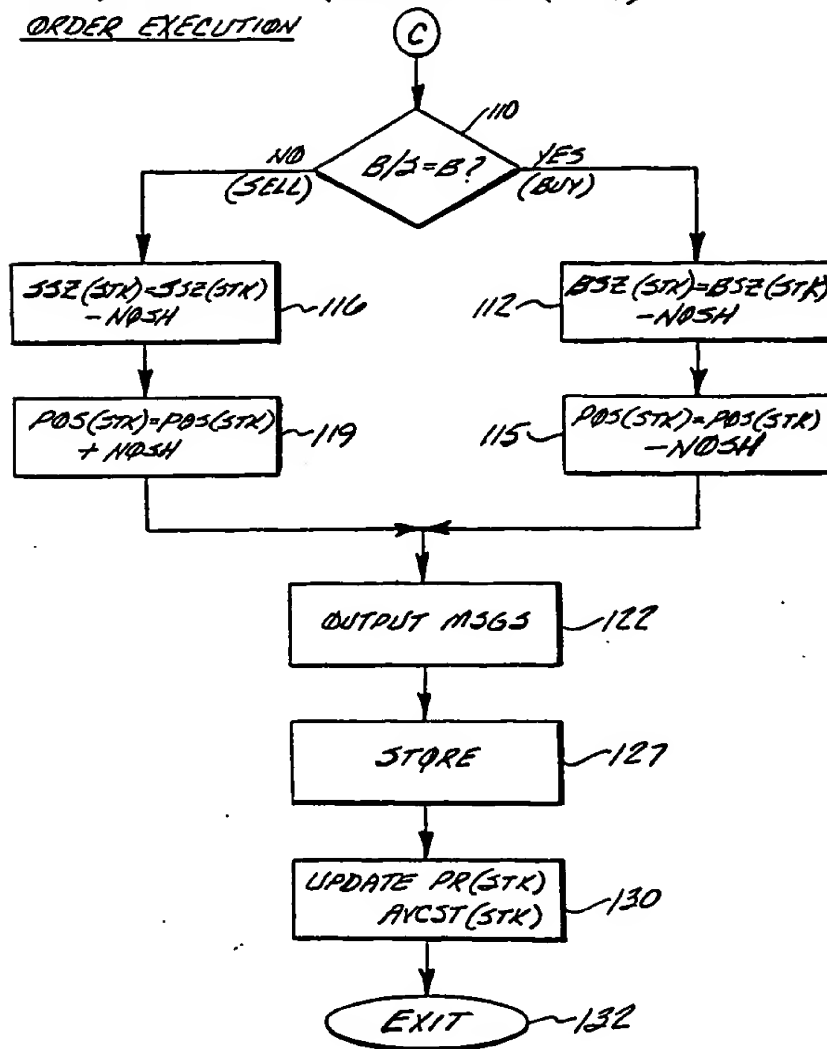 ORDER EXECUTION
C
110
B/S=B?
NO
(SELL)
YES
(BUY)
SSZ(STK)=SSZ(STK)
-NOSH
116
112
BSZ(STK)=BSZ(STK)
-NOSH
POS(STK)=POS(STK)
+NOSH
119
115
POS(STK)=POS(STK)
-NOSH
OUTPUT MSGS
122
STORE
127
UPDATE PR(STK)
AVCST(STK)
130
EXIT
132